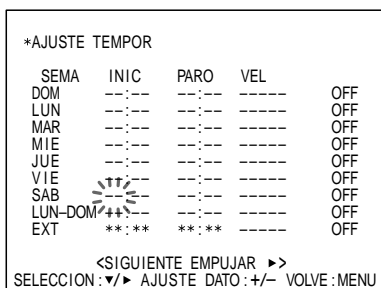 *AJUSTE TEMPOR
SEMA INIC PARO VEL
DOM --:-- --:-- ----- OFF
LUN --:-- --:-- ----- OFF
MAR --:-- --:-- ----- OFF
MIE --:-- --:-- ----- OFF
JUE --:-- --:-- ----- OFF
VIE --:-- --:-- ----- OFF
SAB --:-- --:-- ----- OFF
LUN–DOM --:-- --:-- ----- OFF
EXT **:** **:** ----- OFF
<SIGUIENTE EMPUJAR ►>
SELECCION:▼/► AJUSTE DATO:+/– VOLVE:MENU